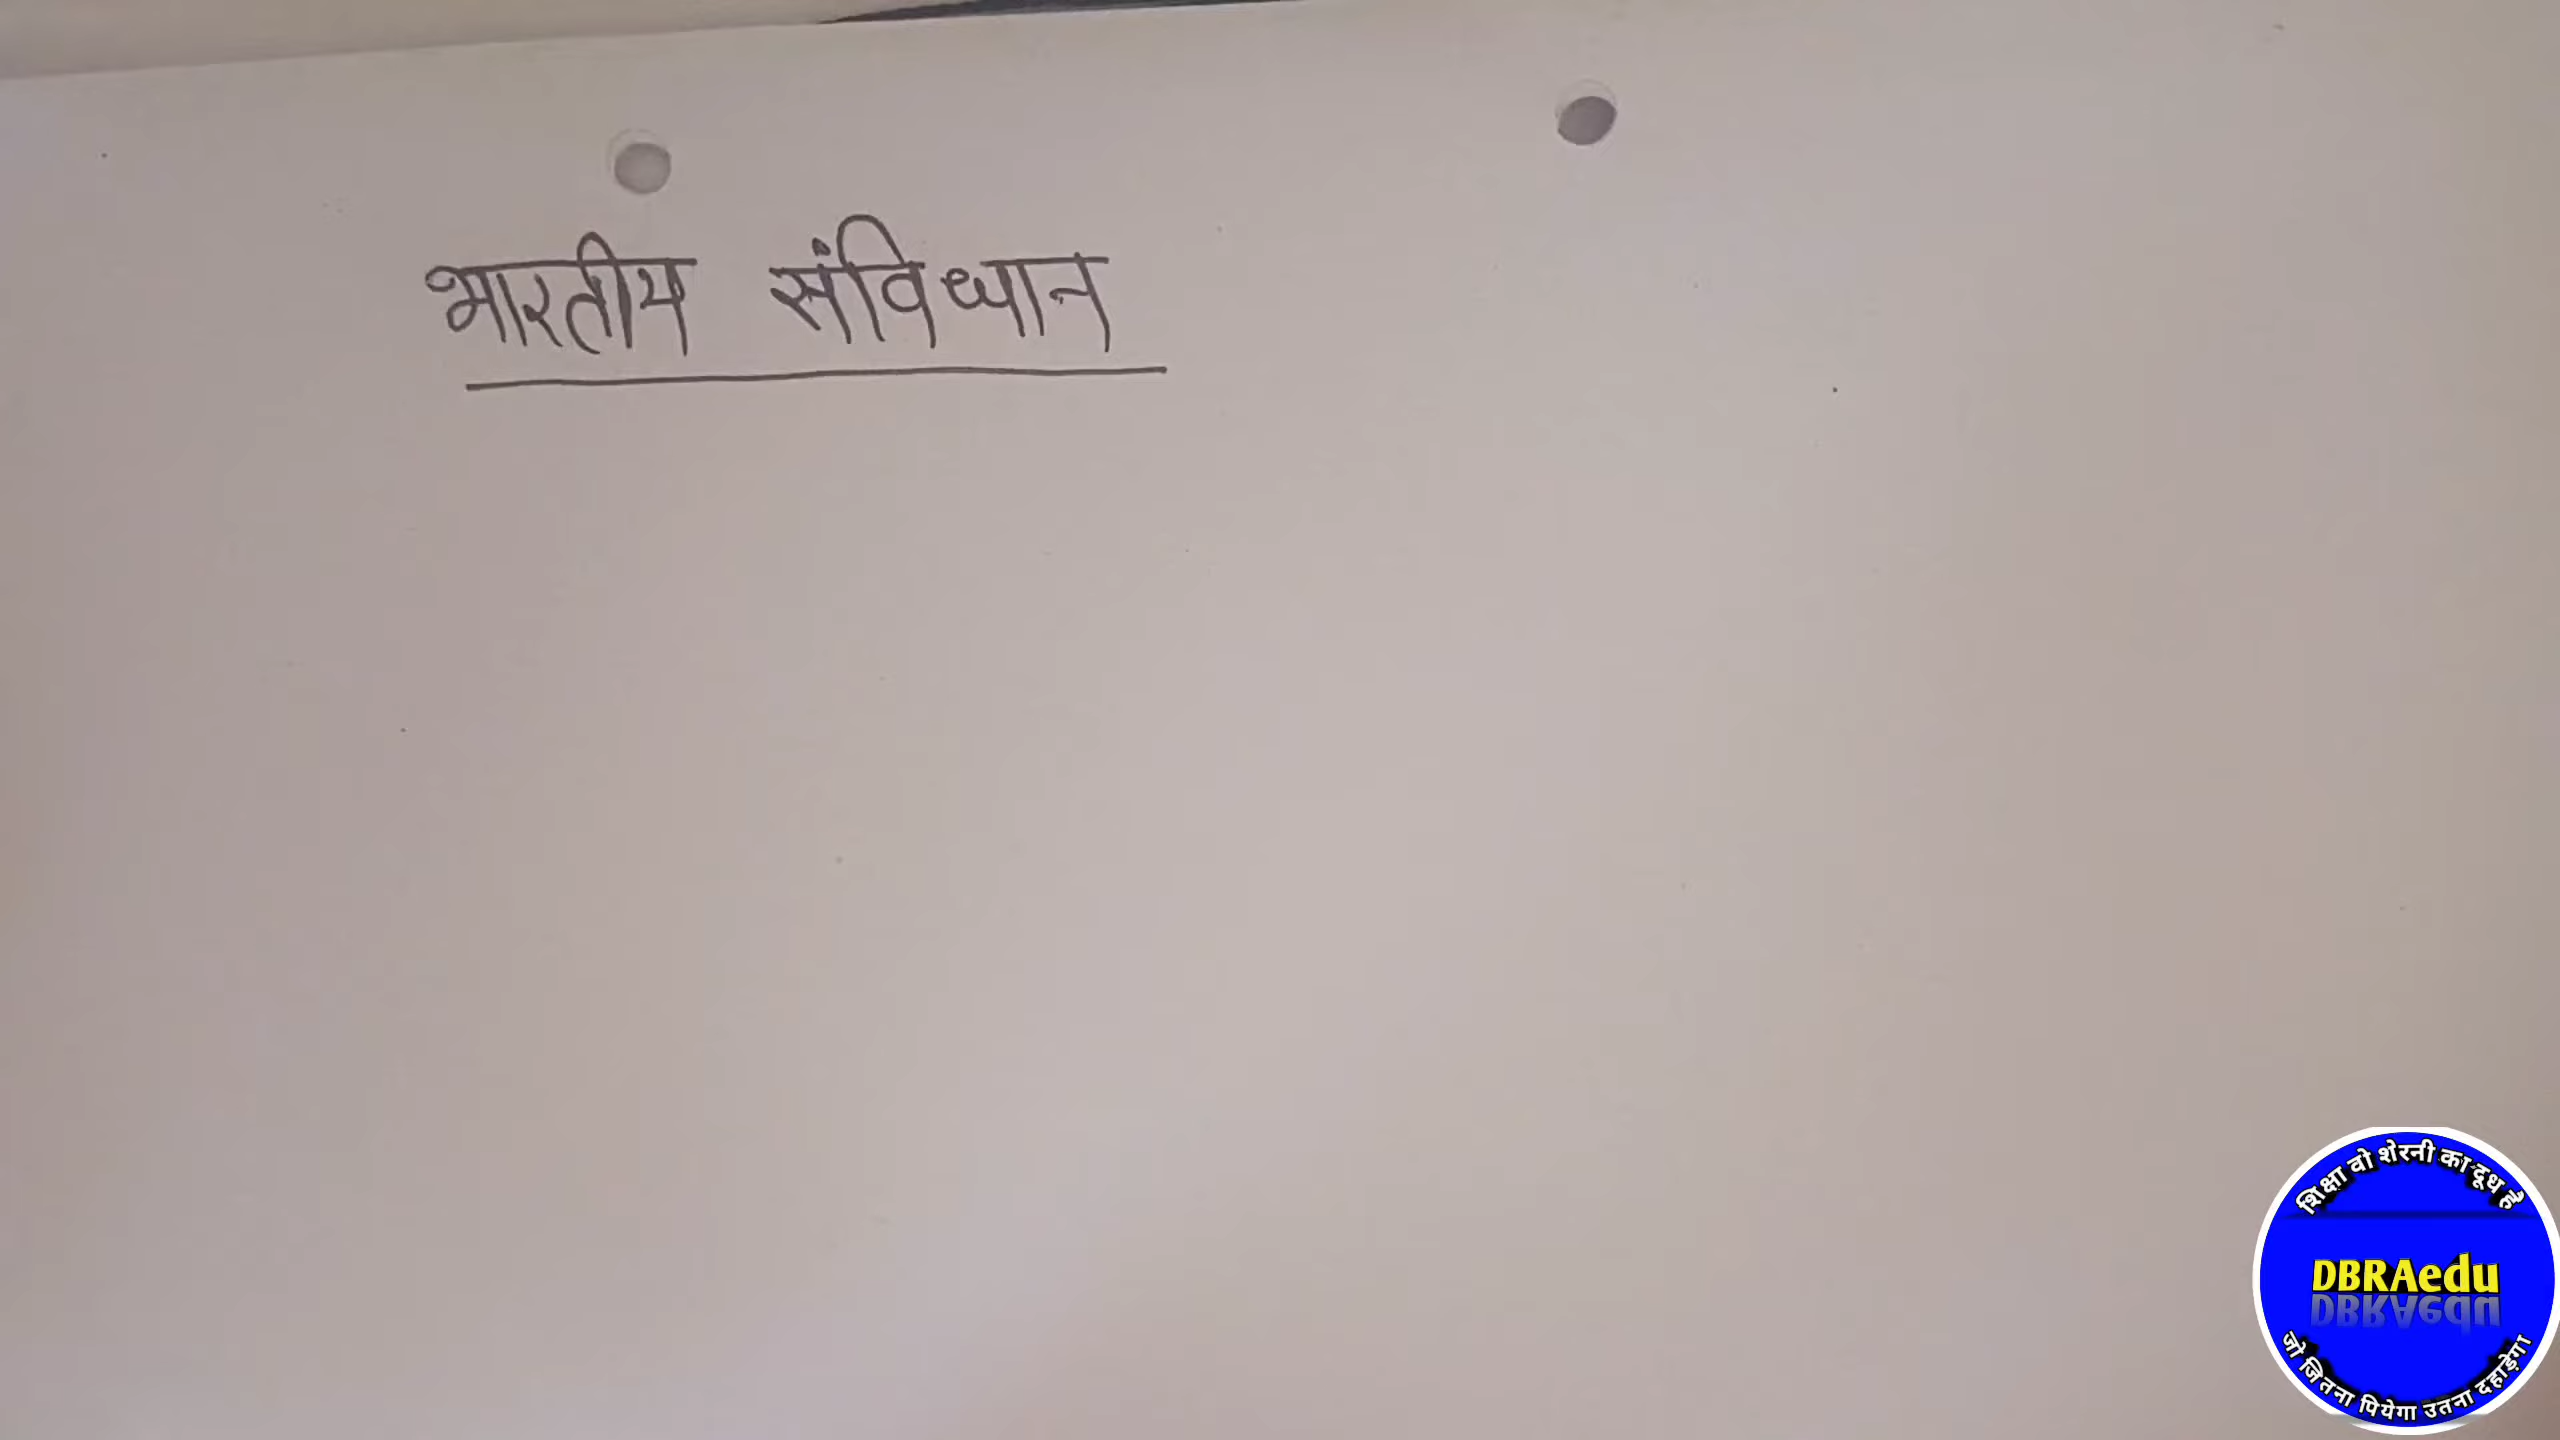 भारतीय संविधान
शिक्षा वो शेरनी का दूध है
DBRAedu
जो जितना पियेगा उतना दहाड़ेगा